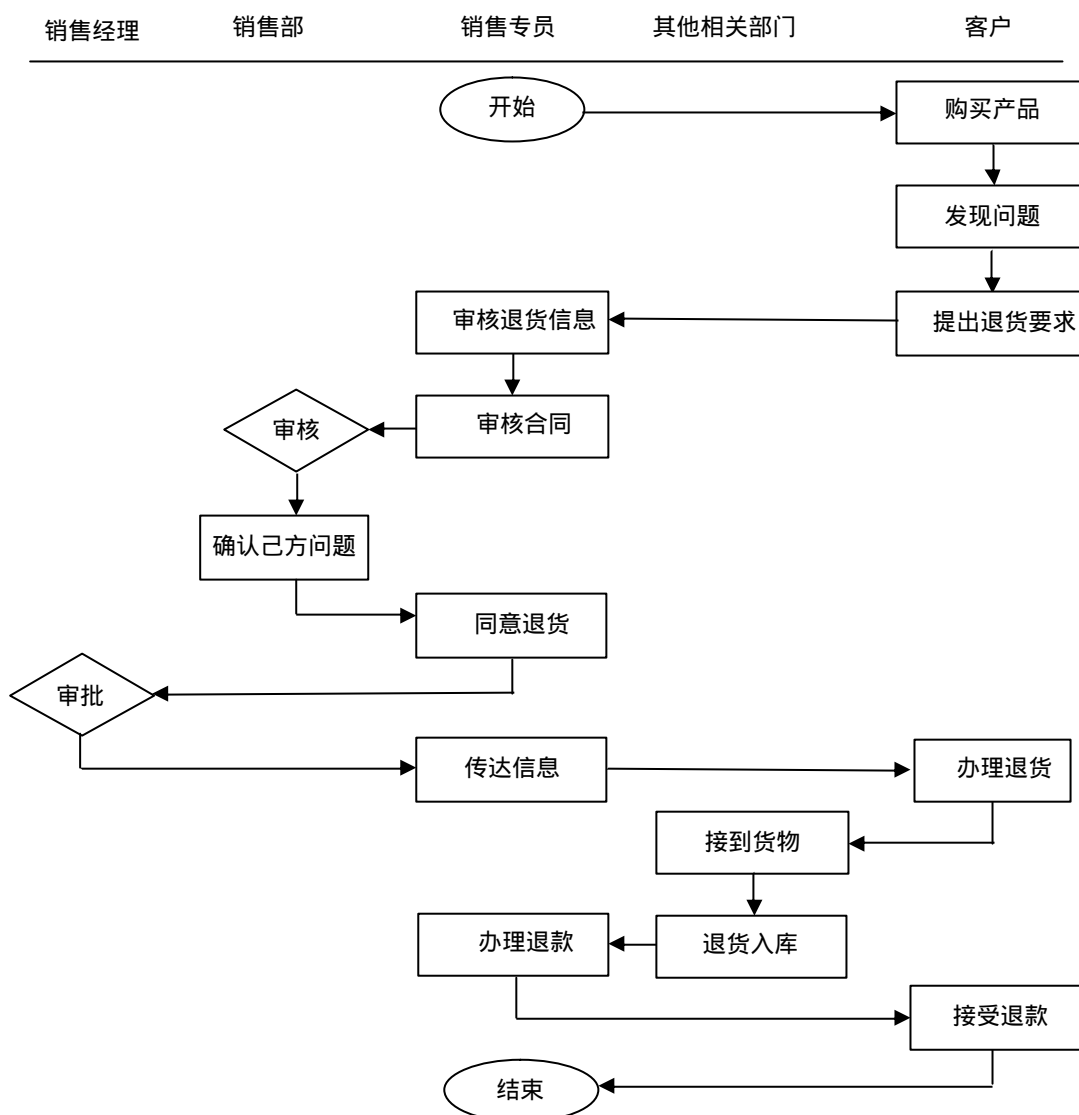 销售经理 销售部 销售专员 其他相关部门 客户
开始 购买产品
发现问题
审核退货信息 提出退货要求
审核 审核合同
确认己方问题
同意退货
审批
传达信息 办理退货
接到货物
办理退款 退货入库
接受退款
结束